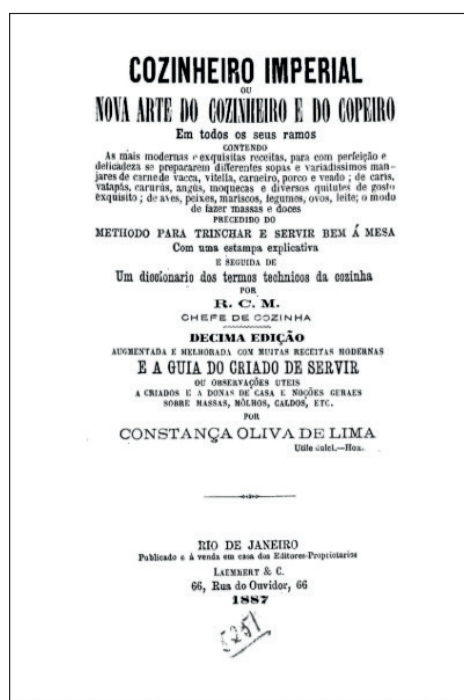 COZINHEIRO IMPERIAL
OU
NOVA ARTE DO COZINHEIRO E DO COPEIRO
Em todos os seus ramos
CONTENDO
As mais modernas e exquisitas receitas, para com perfeição e
delicadeza se prepararem differentes sopas e variadissimos man-
jares de carne de vacca, vitella, carneiro, porco e veado ; de caris,
vatapás, carurús, angús, moquecas e diversos quitutes de gosto
exquisito ; de aves, peixes, mariscos, legumes, ovos, leite; o modo
de fazer massas e doces
PRECEDIDO DO
METHODO PARA TRINCHAR E SERVIR BEM Á MESA
Com uma estampa explicativa
E SEGUIDA DE
Um diccionario dos termos technicos da cozinha
POR
R. C. M.
CHEFE DE COZINHA
DECIMA EDIÇÃO
AUGMENTADA E MELHORADA COM MUITAS RECEITAS MODERNAS
E A GUIA DO CRIADO DE SERVIR
OU OBSERVAÇÕES UTEIS
A CRIADOS E A DONAS DE CASA E NOÇÕES GERAES
SOBRE MASSAS, MÔLHOS, CALDOS, ETC.
POR
CONSTANÇA OLIVA DE LIMA
Utile dulci.—Hor.
RIO DE JANEIRO
Publicado e á venda em casa dos Editores-Proprietarios
LAEMMERT & C.
66, Rua do Ouvidor, 66
1887